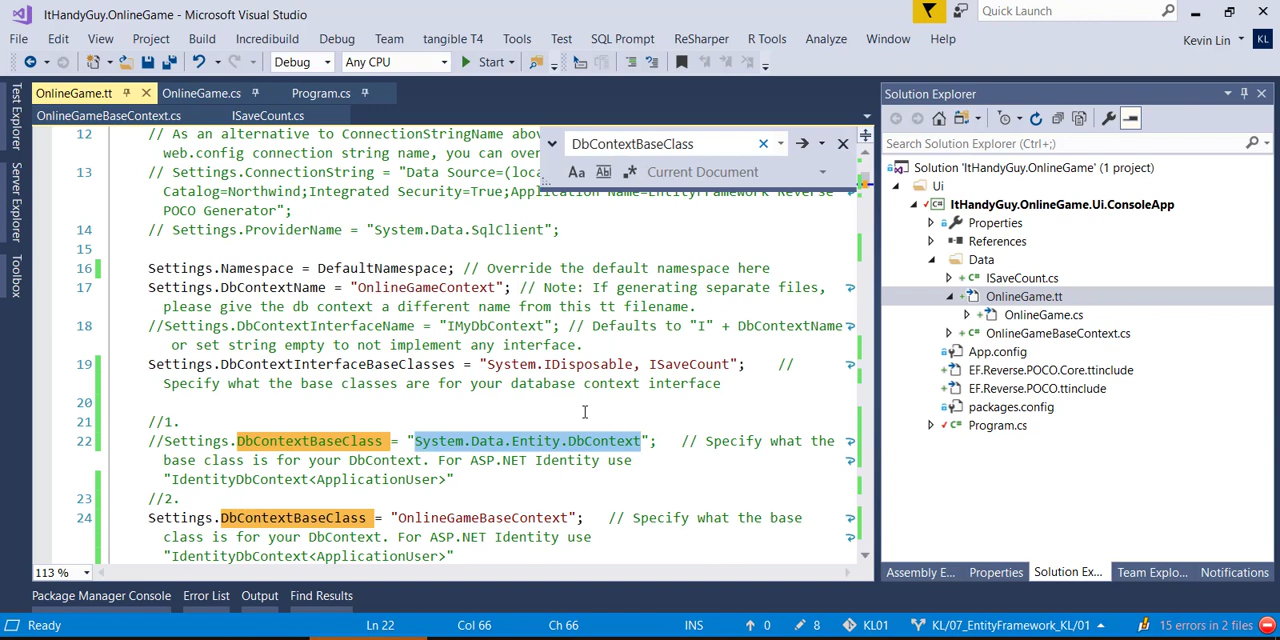 ItHandyGuy.OnlineGame - Microsoft Visual Studio
Quick Launch
File Edit View Project Build Incredibuild Debug Team tangible T4 Tools Test SQL Prompt ReSharper R Tools Analyze Window Help
Kevin Lin KL
Debug Any CPU Start
Test Explorer
Server Explorer
Toolbox
OnlineGame.tt OnlineGame.cs Program.cs
OnlineGameBaseContext.cs ISaveCount.cs
DbContextBaseClass
Aa Abl Current Document
12 // As an alternative to ConnectionStringName abov
web.config connection string name, you can over
13 // Settings.ConnectionString = "Data Source=(loca
Catalog=Northwind;Integrated Security=True;Application Name=EntityFramework Reverse
POCO Generator";
14 // Settings.ProviderName = "System.Data.SqlClient";
15
16 Settings.Namespace = DefaultNamespace; // Override the default namespace here
17 Settings.DbContextName = "OnlineGameContext"; // Note: If generating separate files,
please give the db context a different name from this tt filename.
18 //Settings.DbContextInterfaceName = "IMyDbContext"; // Defaults to "I" + DbContextName
or set string empty to not implement any interface.
19 Settings.DbContextInterfaceBaseClasses = "System.IDisposable, ISaveCount"; //
Specify what the base classes are for your database context interface
20
21 //1.
22 //Settings.DbContextBaseClass = "System.Data.Entity.DbContext"; // Specify what the
base class is for your DbContext. For ASP.NET Identity use
"IdentityDbContext<ApplicationUser>"
23 //2.
24 Settings.DbContextBaseClass = "OnlineGameBaseContext"; // Specify what the base
class is for your DbContext. For ASP.NET Identity use
"IdentityDbContext<ApplicationUser>"
113 %
Solution Explorer
Search Solution Explorer (Ctrl+;)
Solution 'ItHandyGuy.OnlineGame' (1 project)
Ui
ItHandyGuy.OnlineGame.Ui.ConsoleApp
Properties
References
Data
ISaveCount.cs
OnlineGame.tt
OnlineGame.cs
OnlineGameBaseContext.cs
App.config
EF.Reverse.POCO.Core.ttinclude
EF.Reverse.POCO.ttinclude
packages.config
Program.cs
Assembly E... Properties Solution Ex... Team Explo... Notifications
Package Manager Console Error List Output Find Results
Ready Ln 22 Col 66 Ch 66 INS 0 8 KL01 KL/07_EntityFramework_KL/01 15 errors in 2 files